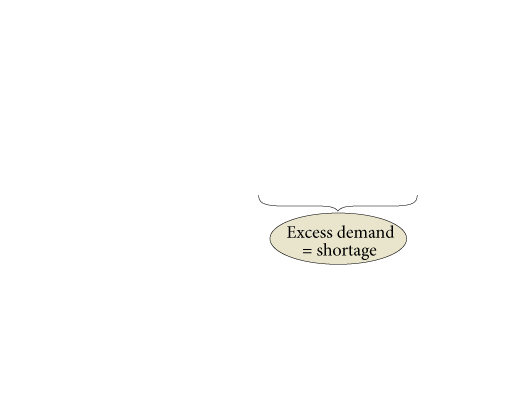 Excess demand
= shortage